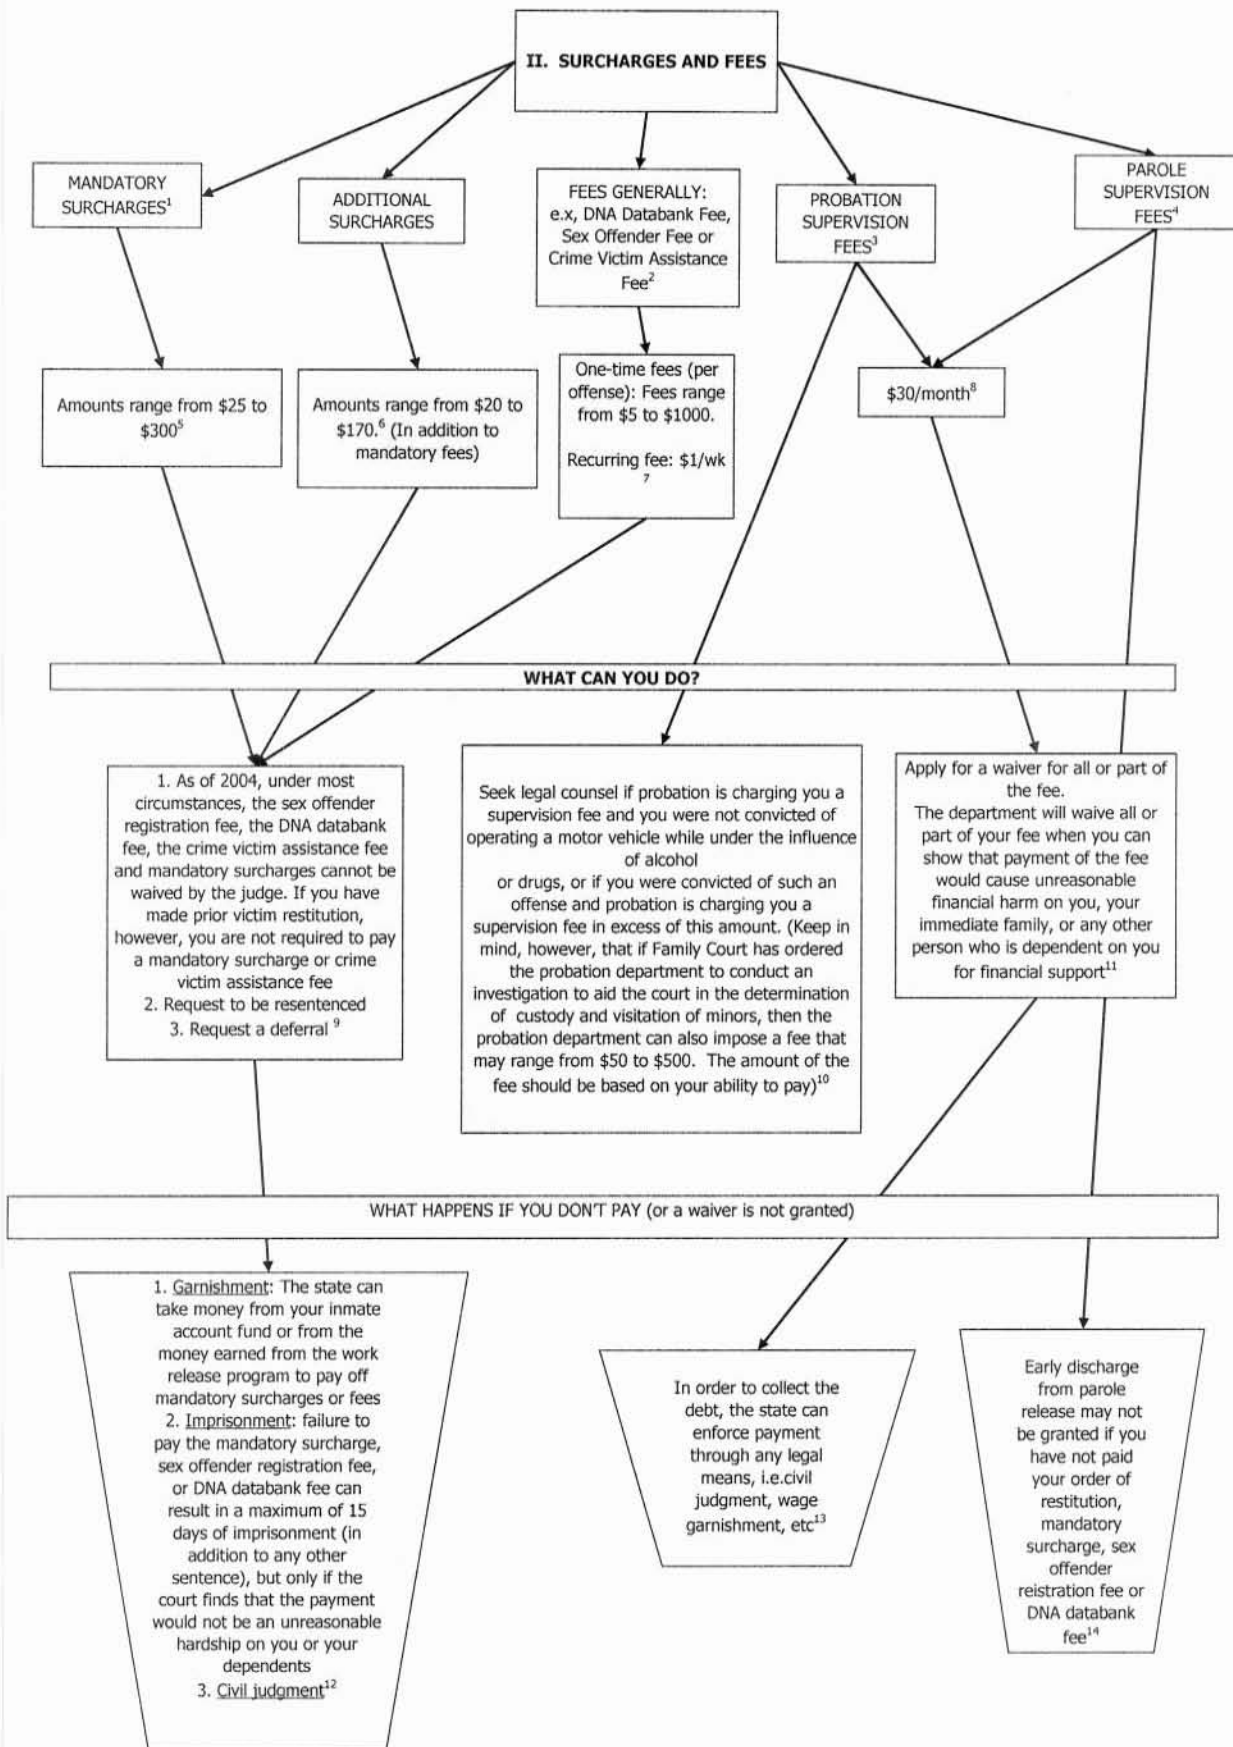 II. SURCHARGES AND FEES
MANDATORY
SURCHARGES¹
ADDITIONAL
SURCHARGES
FEES GENERALLY:
e.x, DNA Databank Fee,
Sex Offender Fee or
Crime Victim Assistance
Fee²
PROBATION
SUPERVISION
FEES³
PAROLE
SUPERVISION
FEES⁴
Amounts range from $25 to
$300⁵
Amounts range from $20 to
$170.⁶ (In addition to
mandatory fees)
One-time fees (per
offense): Fees range
from $5 to $1000.
Recurring fee: $1/wk
⁷
$30/month⁸
WHAT CAN YOU DO?
1. As of 2004, under most
circumstances, the sex offender
registration fee, the DNA databank
fee, the crime victim assistance fee
and mandatory surcharges cannot be
waived by the judge. If you have
made prior victim restitution,
however, you are not required to pay
a mandatory surcharge or crime
victim assistance fee
2. Request to be resentenced
3. Request a deferral ⁹
Seek legal counsel if probation is charging you a
supervision fee and you were not convicted of
operating a motor vehicle while under the influence
of alcohol
or drugs, or if you were convicted of such an
offense and probation is charging you a
supervision fee in excess of this amount. (Keep in
mind, however, that if Family Court has ordered
the probation department to conduct an
investigation to aid the court in the determination
of custody and visitation of minors, then the
probation department can also impose a fee that
may range from $50 to $500. The amount of the
fee should be based on your ability to pay)¹⁰
Apply for a waiver for all or part of
the fee.
The department will waive all or
part of your fee when you can
show that payment of the fee
would cause unreasonable
financial harm on you, your
immediate family, or any other
person who is dependent on you
for financial support¹¹
WHAT HAPPENS IF YOU DON'T PAY (or a waiver is not granted)
1. Garnishment: The state can
take money from your inmate
account fund or from the
money earned from the work
release program to pay off
mandatory surcharges or fees
2. Imprisonment: failure to
pay the mandatory surcharge,
sex offender registration fee,
or DNA databank fee can
result in a maximum of 15
days of imprisonment (in
addition to any other
sentence), but only if the
court finds that the payment
would not be an unreasonable
hardship on you or your
dependents
3. Civil judgment¹²
In order to collect the
debt, the state can
enforce payment
through any legal
means, i.e.civil
judgment, wage
garnishment, etc¹³
Early discharge
from parole
release may not
be granted if you
have not paid
your order of
restitution,
mandatory
surcharge, sex
offender
reistration fee or
DNA databank
fee¹⁴